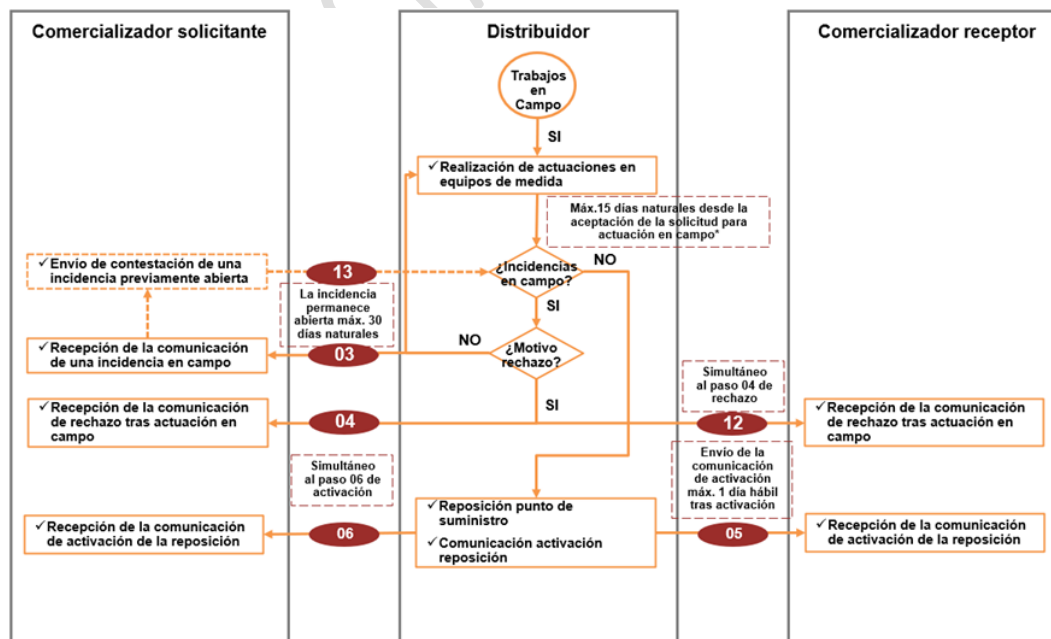 Comercializador solicitante
Distribuidor
Comercializador receptor
Trabajos
en
Campo
SI
✓Realización de actuaciones en
equipos de medida
Máx.15 días naturales desde la
aceptación de la solicitud para
actuación en campo*
✓Envío de contestación de una
incidencia previamente abierta
13
¿Incidencias
en campo?
NO
La incidencia
permanece
abierta máx. 30
días naturales
SI
✓Recepción de la comunicación
de una incidencia en campo
03
NO
¿Motivo
rechazo?
Simultáneo
al paso 04 de
rechazo
SI
✓Recepción de la comunicación
de rechazo tras actuación en
campo
04
12
✓Recepción de la comunicación
de rechazo tras actuación en
campo
Simultáneo
al paso 06 de
activación
Envío de la
comunicación
de activación
máx. 1 día hábil
tras activación
✓Recepción de la comunicación
de activación de la reposición
06
✓Reposición punto de
suministro
✓Comunicación activación
reposición
05
✓Recepción de la comunicación
de activación de la reposición